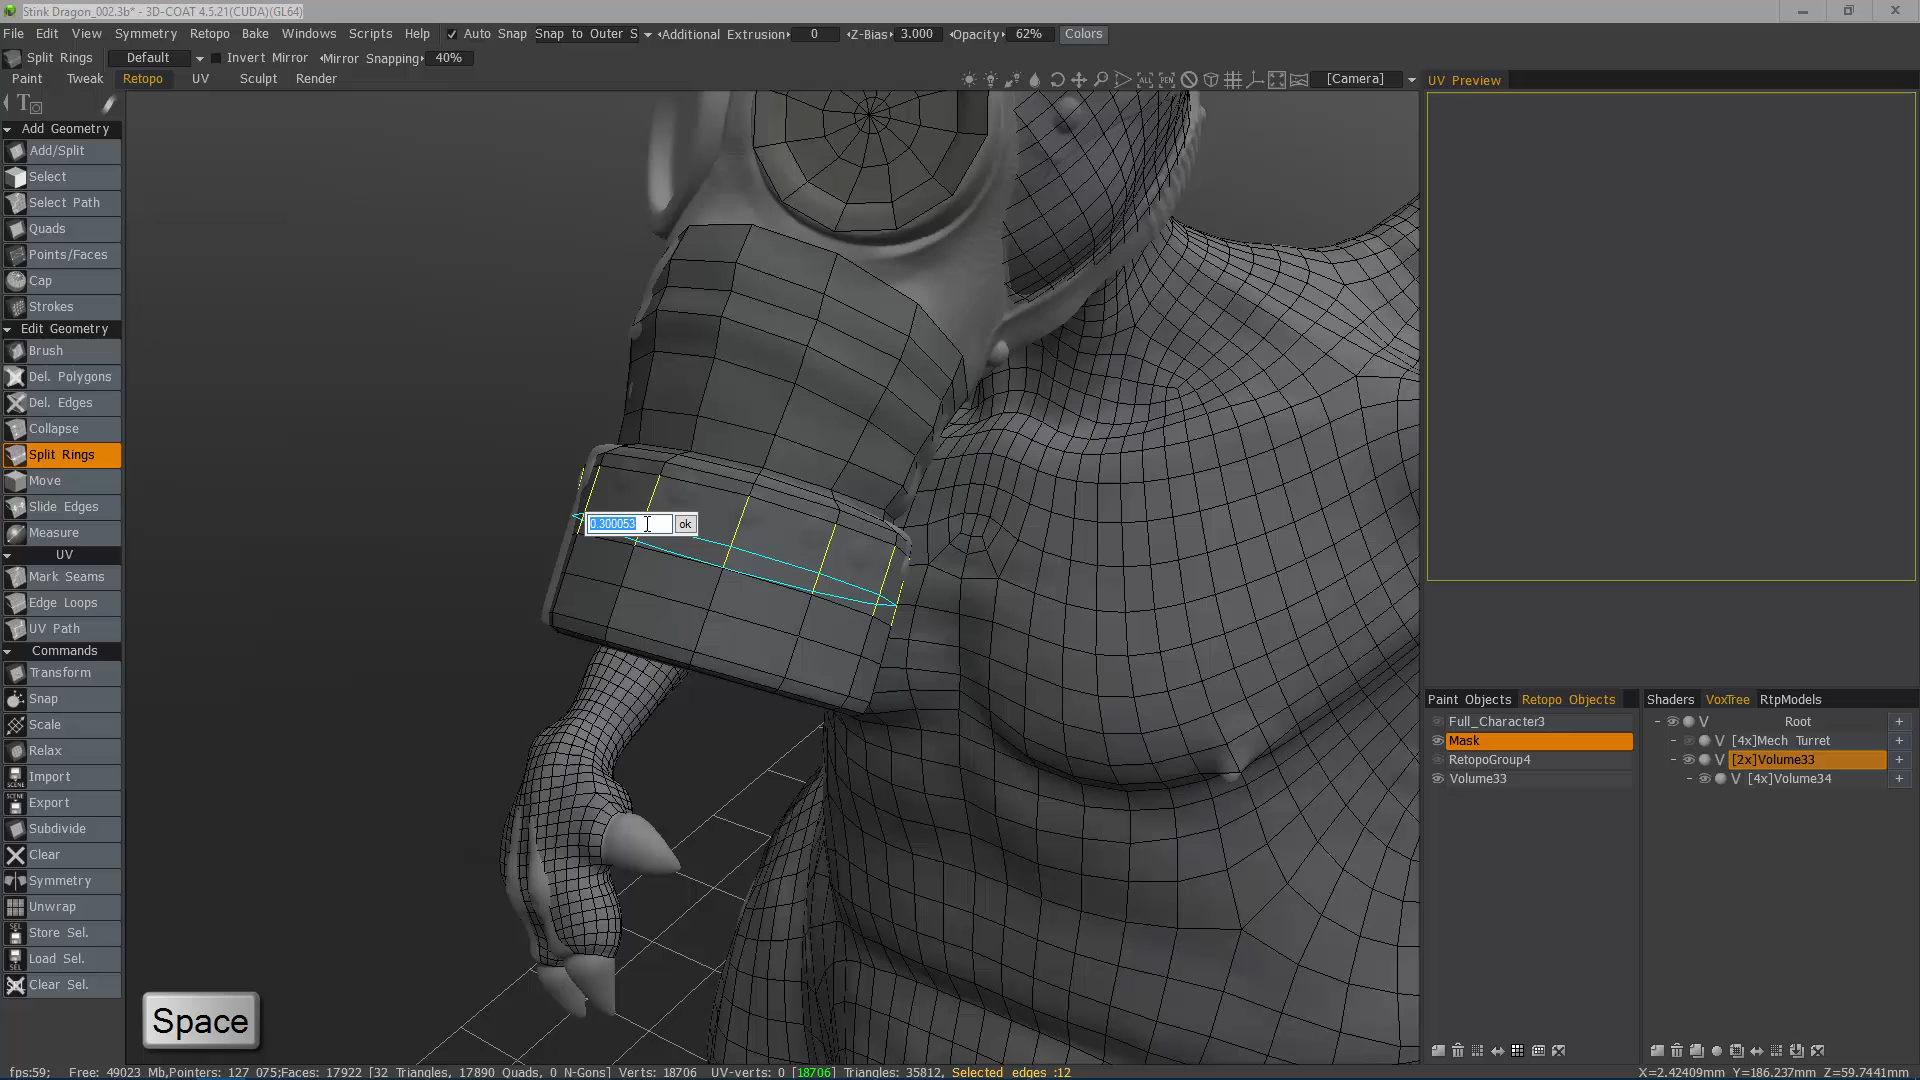 Stink Dragon_002.3b* - 3D-COAT 4.5.21(CUDA)(GL64)
File Edit View Symmetry Retopo Bake Windows Scripts Help Auto Snap Snap to Outer S Additional Extrusion 0 Z-Bias 3.000 Opacity 62% Colors
Split Rings Default Invert Mirror Mirror Snapping 40%
Paint Tweak Retopo UV Sculpt Render [Camera] UV Preview
Add Geometry
Add/Split
Select
Select Path
Quads
Points/Faces
Cap
Strokes
Edit Geometry
Brush
Del. Polygons
Del. Edges
Collapse
Split Rings
Move
Slide Edges
Measure
UV
Mark Seams
Edge Loops
UV Path
Commands
Transform
Snap
Scale
Relax
Import
Export
Subdivide
Clear
Symmetry
Unwrap
Store Sel.
Load Sel.
Clear Sel.
0.300053 ok
Space
Paint Objects Retopo Objects
Full_Character3
Mask
RetopoGroup4
Volume33
Shaders VoxTree RtpModels
V Root +
V [4x]Mech Turret +
V [2x]Volume33 +
V [4x]Volume34 +
fps:59; Free: 49023 Mb,Pointers: 127 075;Faces: 17922 [32 Triangles, 17890 Quads, 0 N-Gons] Verts: 18706 UV-verts: 0 [18706] Triangles: 35812, Selected edges :12 X=2.42409mm Y=186.237mm Z=59.7441mm